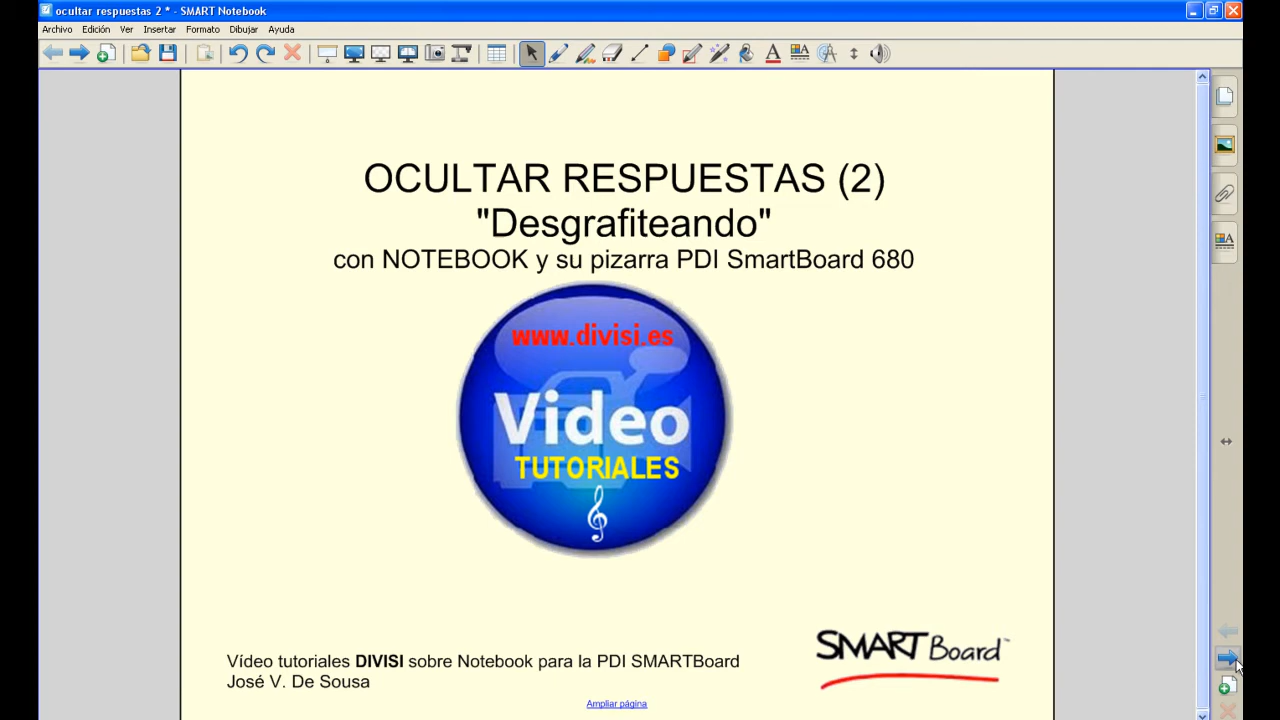 ocultar respuestas 2 * - SMART Notebook
Archivo Edición Ver Insertar Formato Dibujar Ayuda
OCULTAR RESPUESTAS (2)
"Desgrafiteando"
con NOTEBOOK y su pizarra PDI SmartBoard 680
www.divisi.es
Video
TUTORIALES
SMART Board™
Vídeo tutoriales DIVISI sobre Notebook para la PDI SMARTBoard
José V. De Sousa
Ampliar página